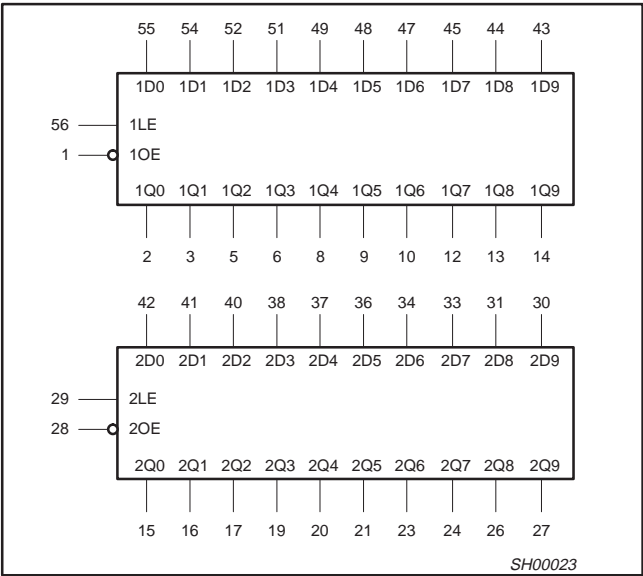 55 54 52 51 49 48 47 45 44 43
1D0 1D1 1D2 1D3 1D4 1D5 1D6 1D7 1D8 1D9
56 1LE
1 1OE
1Q0 1Q1 1Q2 1Q3 1Q4 1Q5 1Q6 1Q7 1Q8 1Q9
2 3 5 6 8 9 10 12 13 14
42 41 40 38 37 36 34 33 31 30
2D0 2D1 2D2 2D3 2D4 2D5 2D6 2D7 2D8 2D9
29 2LE
28 2OE
2Q0 2Q1 2Q2 2Q3 2Q4 2Q5 2Q6 2Q7 2Q8 2Q9
15 16 17 19 20 21 23 24 26 27
SH00023